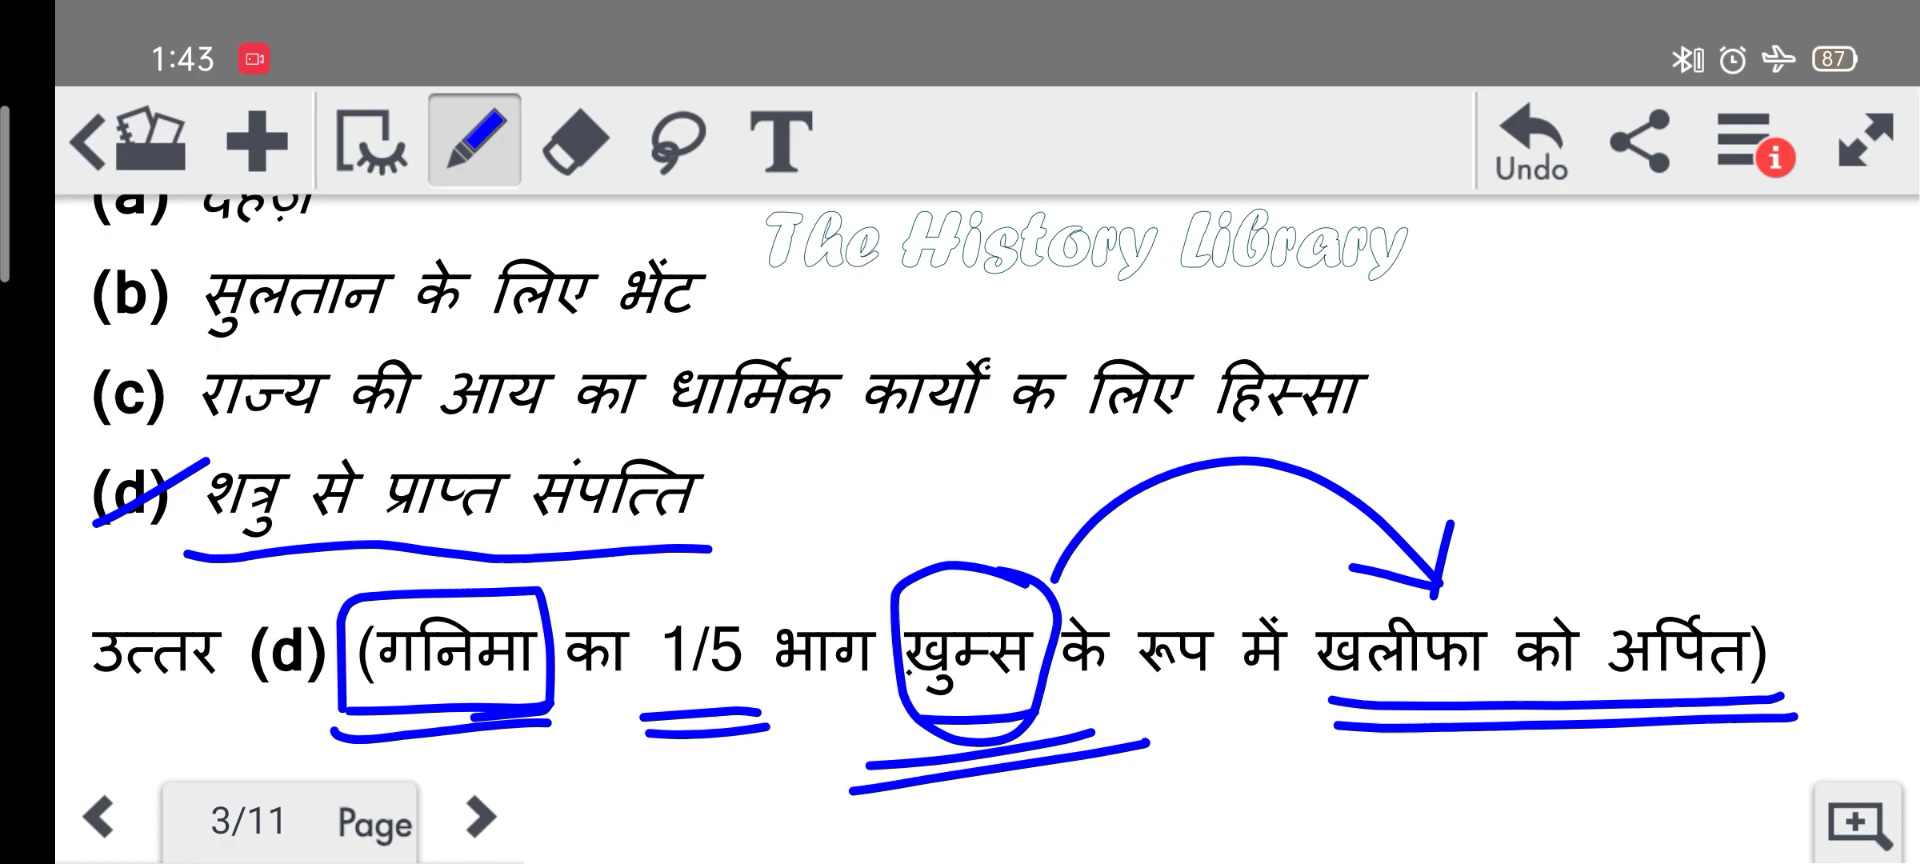 1:43 87
Undo
(a)
The History Library
(b) सुलतान के लिए भेंट
(c) राज्य की आय का धार्मिक कार्यों क लिए हिस्सा
(d) शत्रु से प्राप्त संपत्ति
उत्तर (d) (गनिमा का 1/5 भाग ख़ुम्स के रूप में खलीफा को अर्पित)
3/11 Page